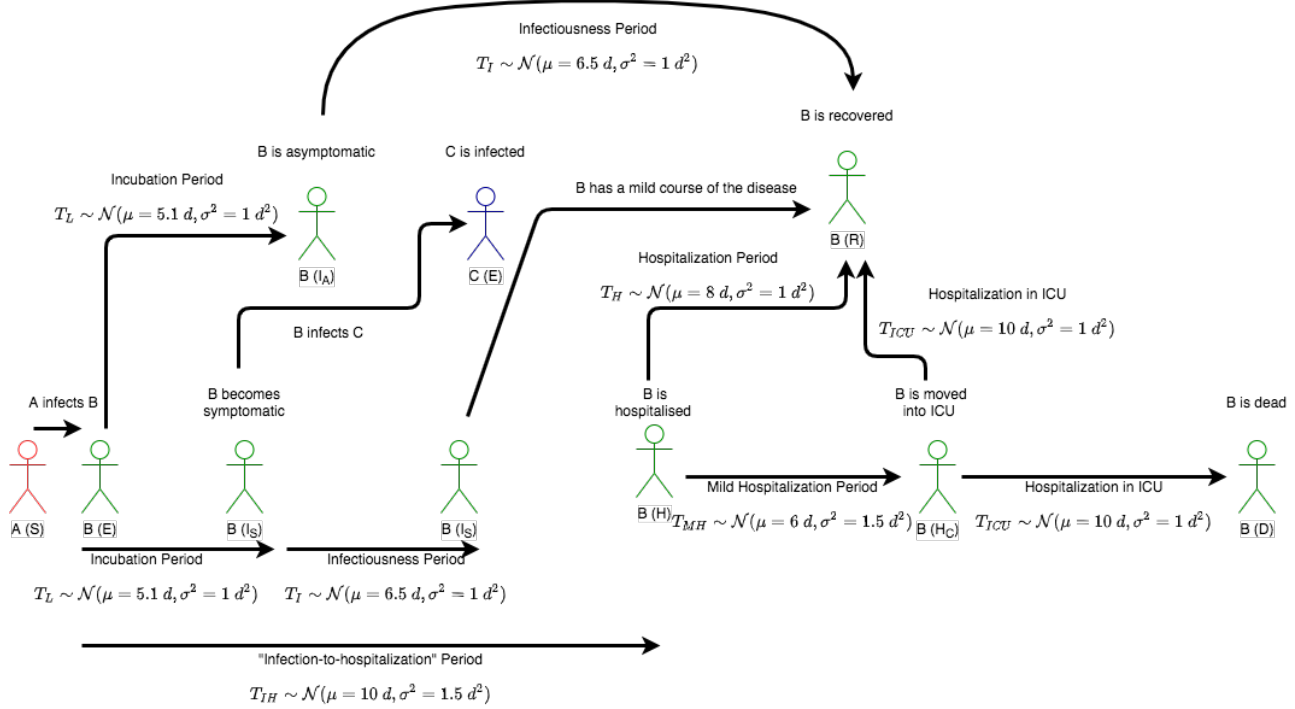 Infectiousness Period
T_I ∼ N(μ = 6.5 d, σ² = 1 d²)
B is recovered
B is asymptomatic
C is infected
Incubation Period
T_L ∼ N(μ = 5.1 d, σ² = 1 d²)
B has a mild course of the disease
B (R)
B (I_A)
C (E)
Hospitalization Period
T_H ∼ N(μ = 8 d, σ² = 1 d²)
Hospitalization in ICU
T_ICU ∼ N(μ = 10 d, σ² = 1 d²)
B infects C
A infects B
B becomes
symptomatic
B is
hospitalised
B is moved
into ICU
B is dead
A (S)
B (E)
B (I_S)
B (I_S)
B (H)
Mild Hospitalization Period
T_MH ∼ N(μ = 6 d, σ² = 1.5 d²)
B (H_C)
Hospitalization in ICU
T_ICU ∼ N(μ = 10 d, σ² = 1 d²)
B (D)
Incubation Period
T_L ∼ N(μ = 5.1 d, σ² = 1 d²)
Infectiousness Period
T_I ∼ N(μ = 6.5 d, σ² = 1 d²)
"Infection-to-hospitalization" Period
T_IH ∼ N(μ = 10 d, σ² = 1.5 d²)